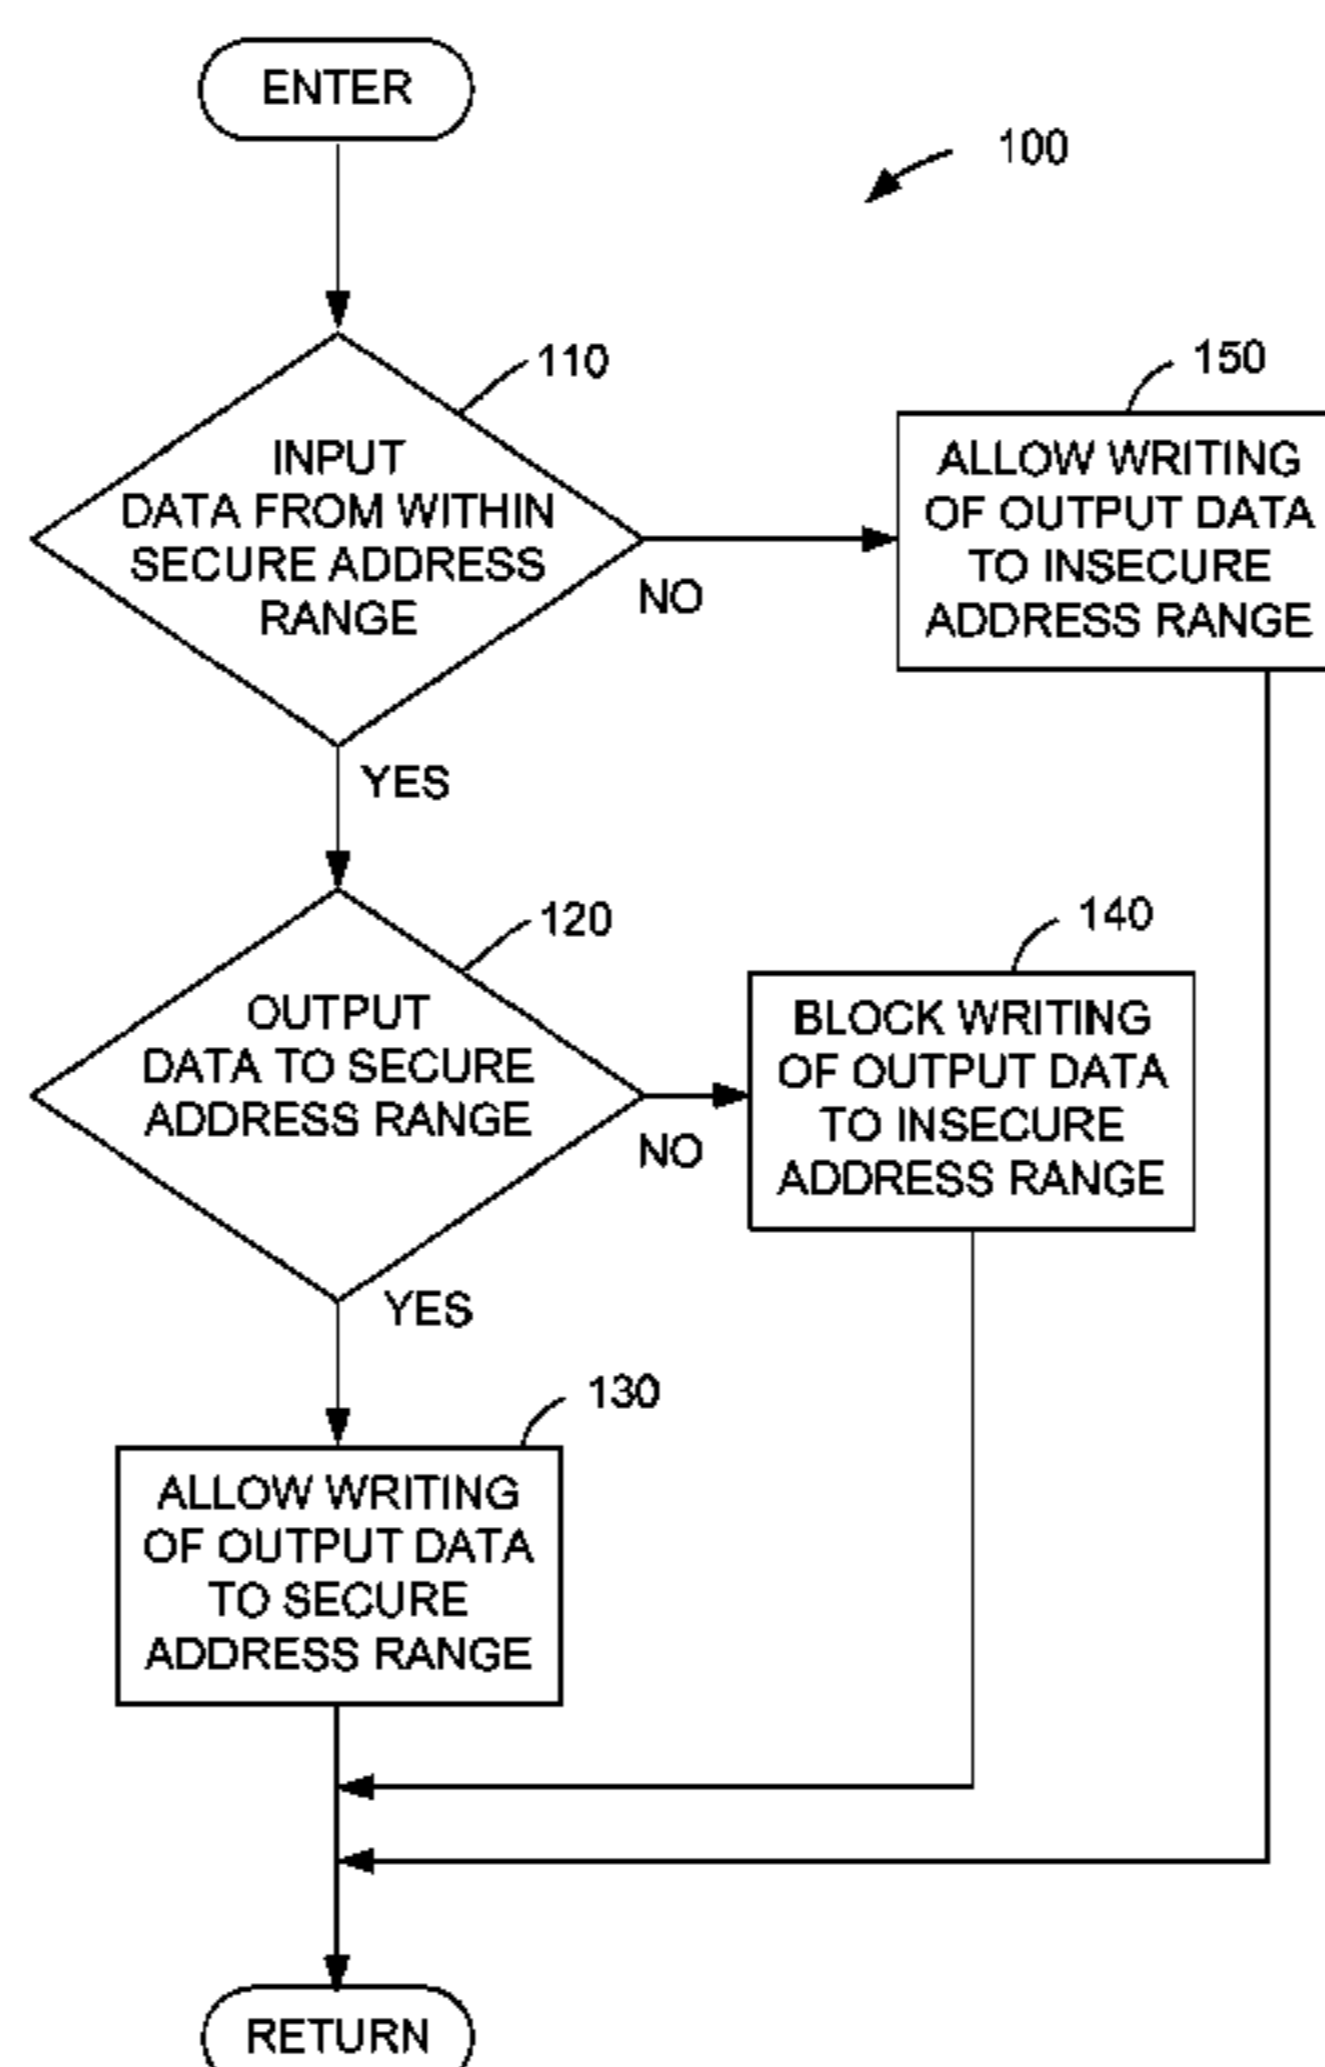 ENTER
100
110
INPUT
DATA FROM WITHIN
SECURE ADDRESS
RANGE
NO
150
ALLOW WRITING
OF OUTPUT DATA
TO INSECURE
ADDRESS RANGE
YES
120
OUTPUT
DATA TO SECURE
ADDRESS RANGE
NO
140
BLOCK WRITING
OF OUTPUT DATA
TO INSECURE
ADDRESS RANGE
YES
130
ALLOW WRITING
OF OUTPUT DATA
TO SECURE
ADDRESS RANGE
RETURN